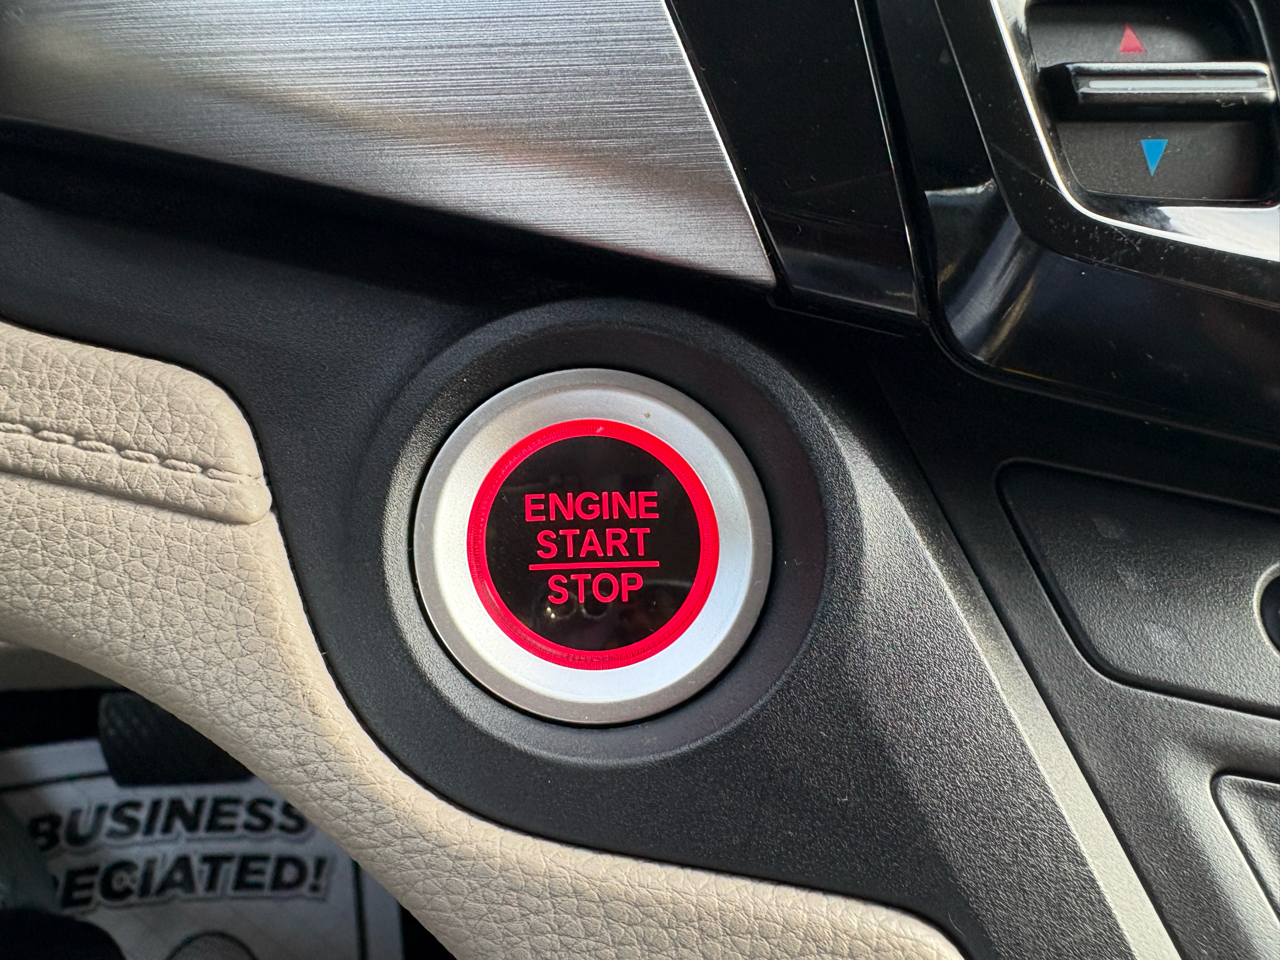 ENGINE
START
STOP
BUSINESS
ECIATED!